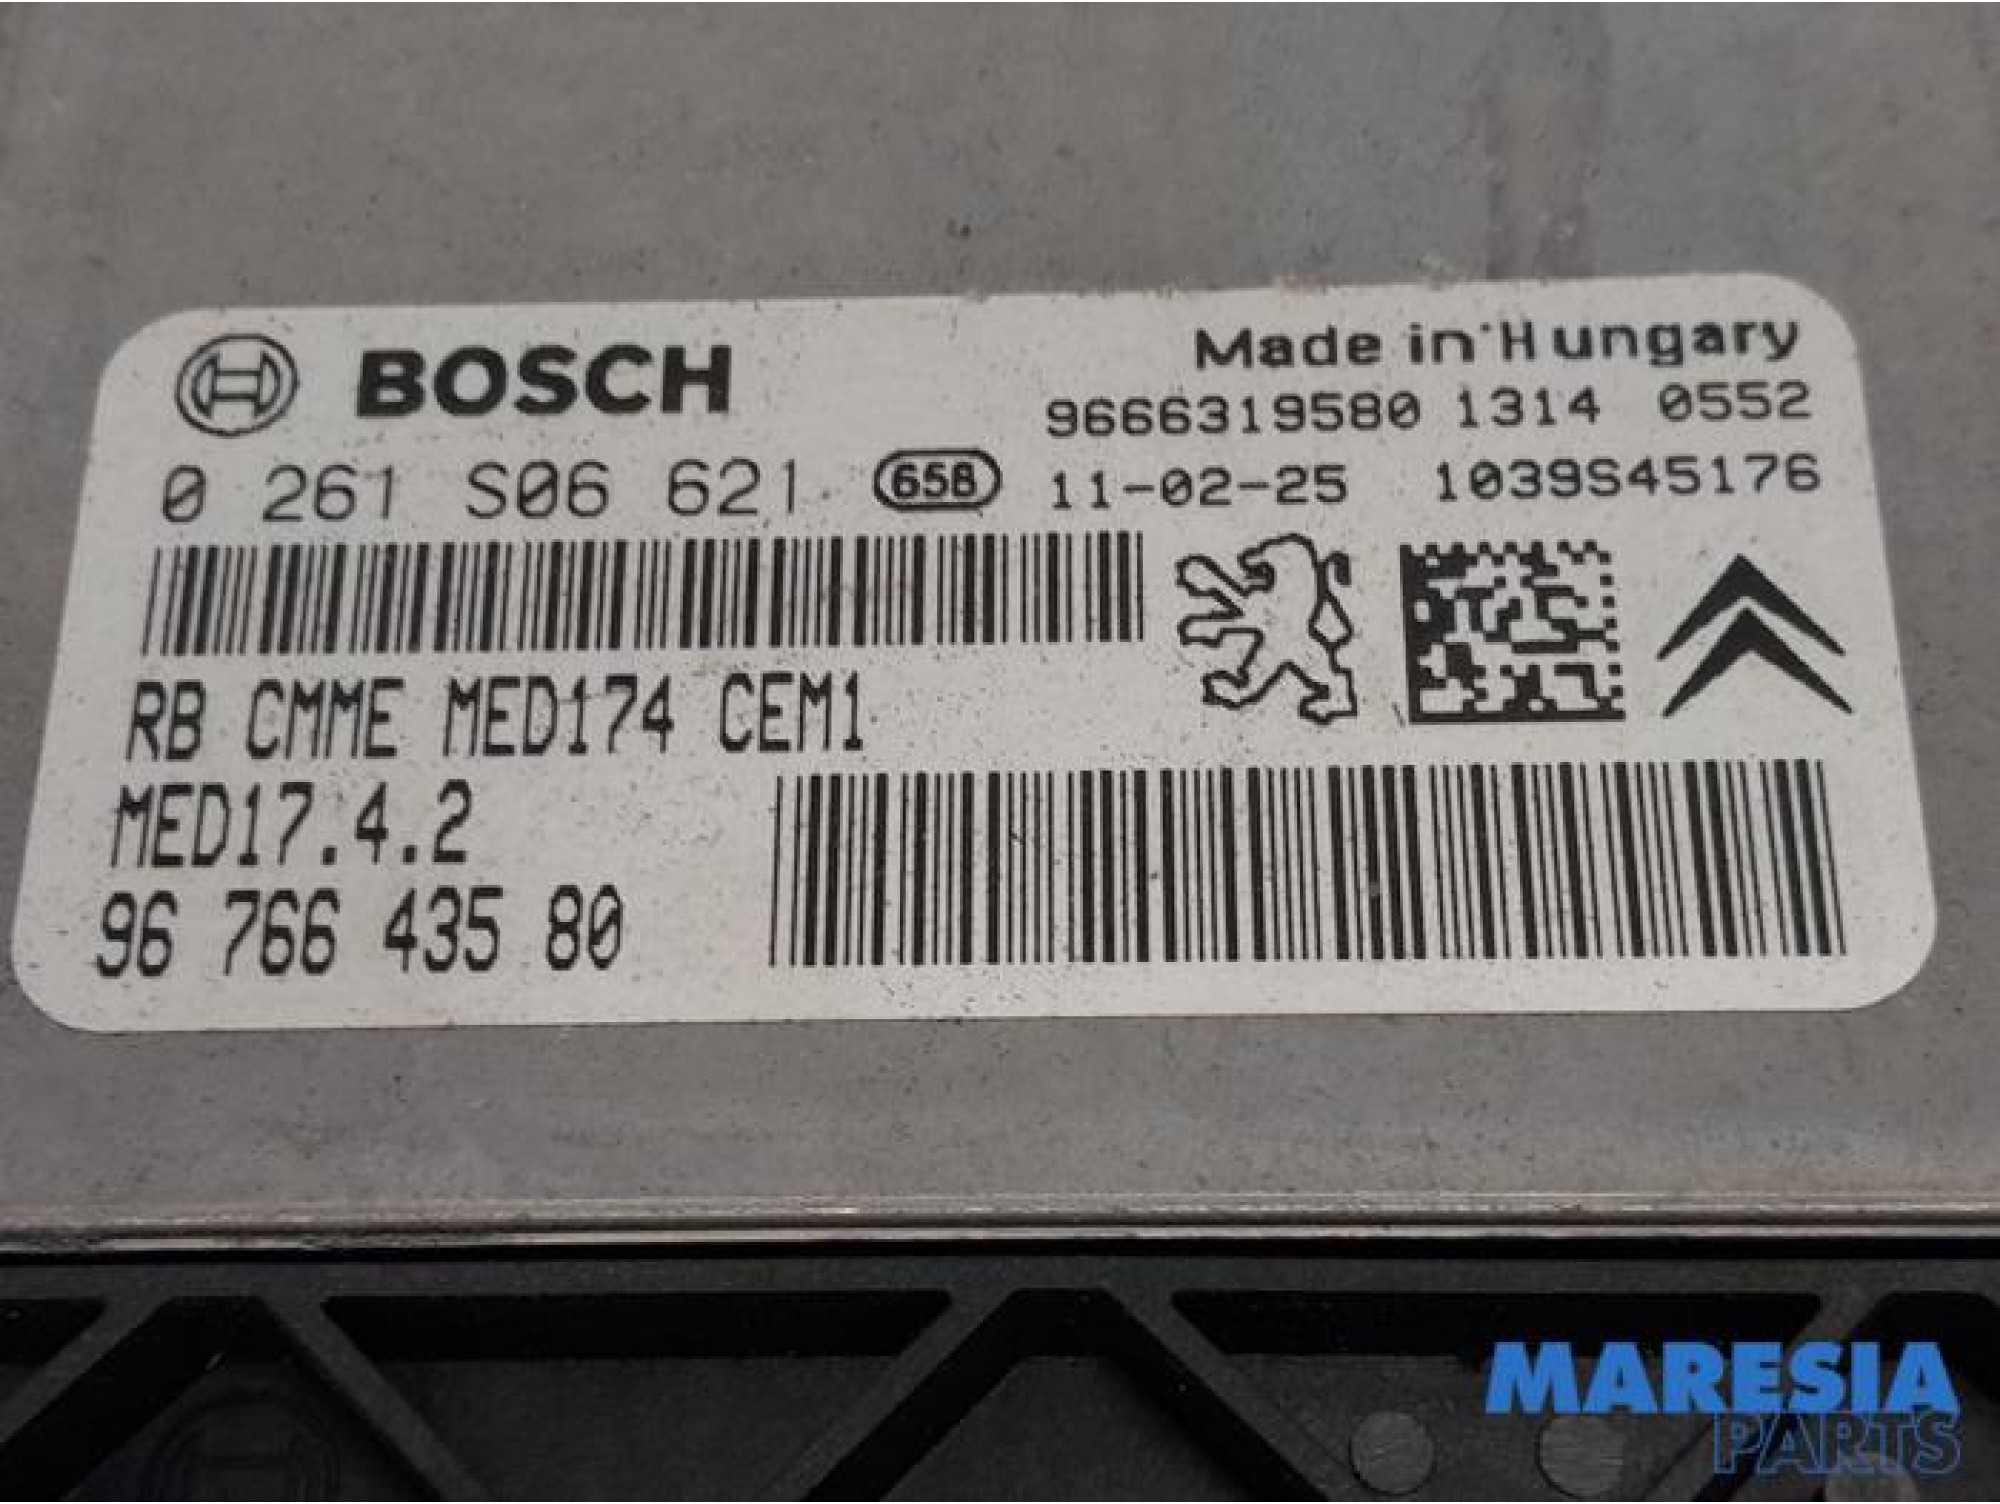 BOSCH
Made in Hungary
9666319580 1314 0552
0 261 S06 621 658 11-02-25 1039S45176
RB CMME MED174 CEM1
MED17.4.2
96 766 435 80
MARESIA
PARTS